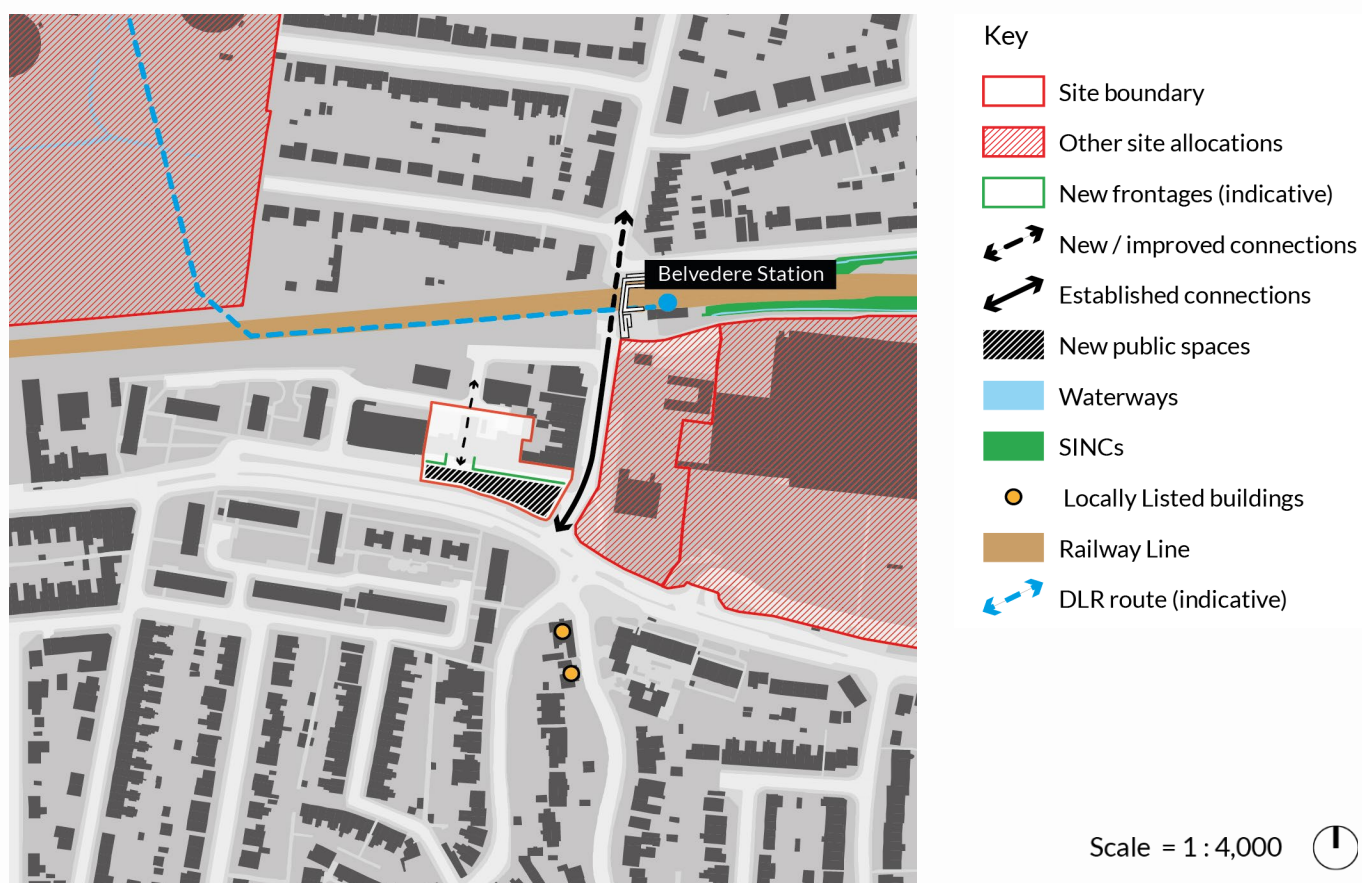 Belvedere Station
Key
Site boundary
Other site allocations
New frontages (indicative)
New / improved connections
Established connections
New public spaces
Waterways
SINCs
Locally Listed buildings
Railway Line
DLR route (indicative)
Scale = 1 : 4,000